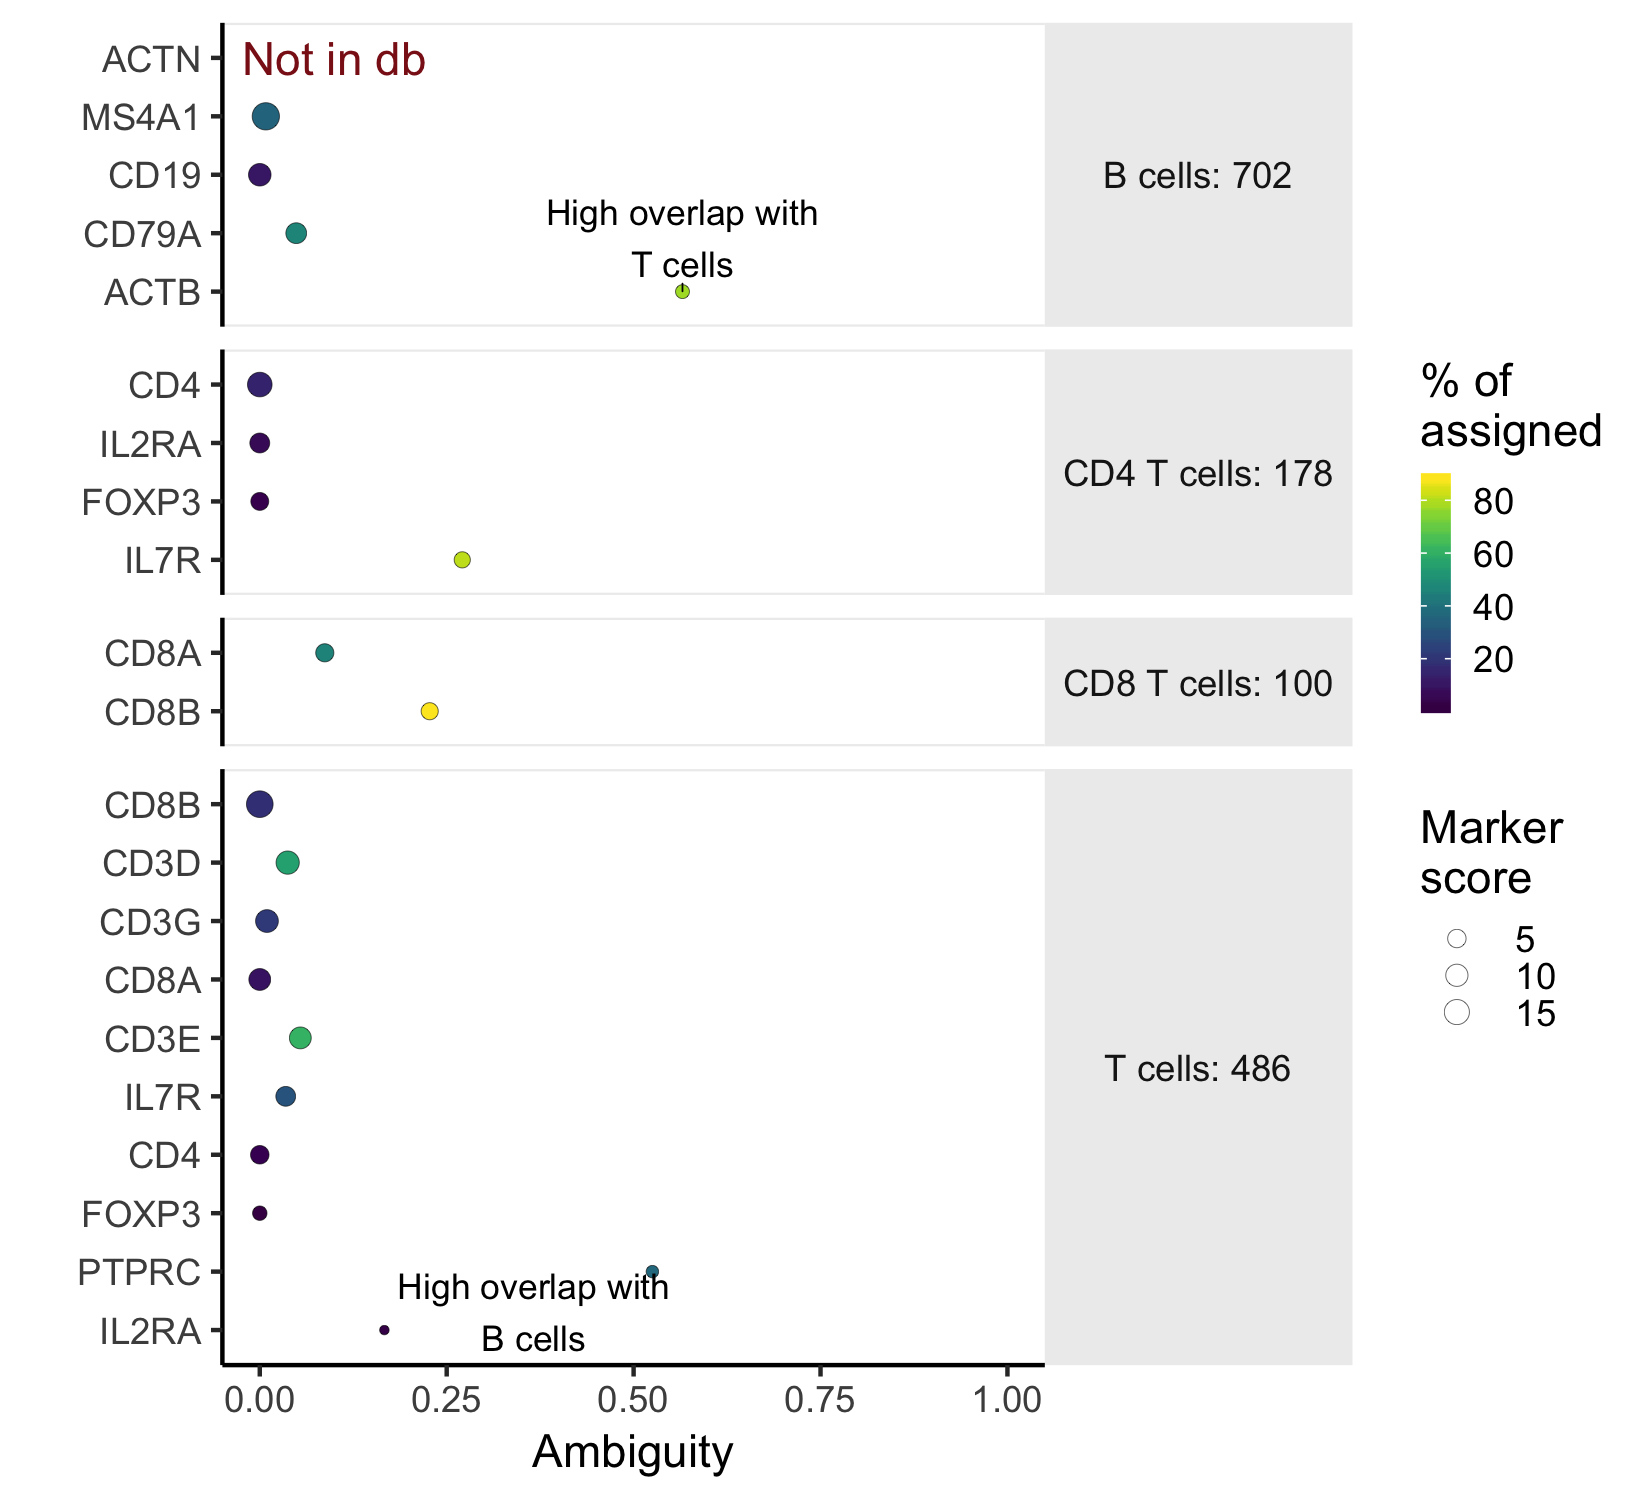 ACTN
Not in db
MS4A1
CD19
CD79A
ACTB
High overlap with
T cells
B cells: 702
CD4
IL2RA
FOXP3
IL7R
CD4 T cells: 178
CD8A
CD8B
CD8 T cells: 100
CD8B
CD3D
CD3G
CD8A
CD3E
IL7R
CD4
FOXP3
PTPRC
IL2RA
High overlap with
B cells
T cells: 486
0.00 0.25 0.50 0.75 1.00
Ambiguity
% of
assigned
80
60
40
20
Marker
score
5
10
15